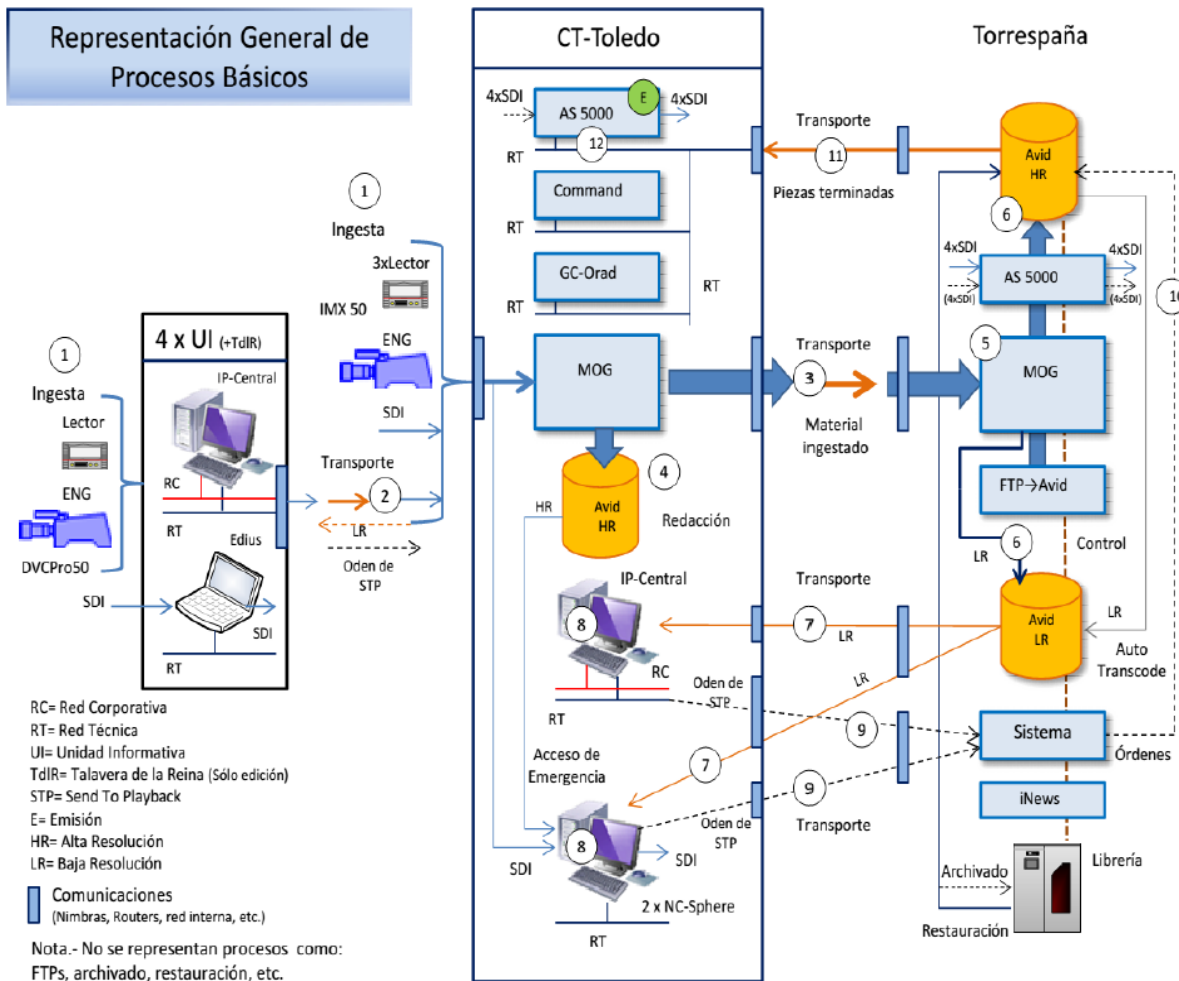 Representación General de
Procesos Básicos
CT-Toledo
Torrespaña
4xSDI
AS 5000
E
4xSDI
12
RT
Command
RT
GC-Orad
RT
RT
Transporte
11
Piezas terminadas
Avid
HR
6
4xSDI
4xSDI
AS 5000
(4xSDI)
(4xSDI)
10
1
Ingesta
3xLector
IMX 50
ENG
SDI
1
Ingesta
Lector
ENG
DVCPro50
SDI
4 x UI (+TdlR)
IP-Central
RC
RT
Edius
SDI
RT
Transporte
2
LR
Oden de
STP
MOG
Transporte
3
Material
ingestado
5
MOG
4
Avid
HR
HR
Redacción
FTP→Avid
LR
6
Control
IP-Central
8
RC
RT
Transporte
7
LR
LR
Avid
LR
LR
Auto
Transcode
Oden de
STP
9
Sistema
Órdenes
Acceso de
Emergencia
7
9
8
Oden de
STP
Transporte
iNews
SDI
SDI
2 x NC-Sphere
RT
Archivado
Librería
Restauración
RC= Red Corporativa
RT= Red Técnica
UI= Unidad Informativa
TdlR= Talavera de la Reina (Sólo edición)
STP= Send To Playback
E= Emisión
HR= Alta Resolución
LR= Baja Resolución
Comunicaciones
(Nimbras, Routers, red interna, etc.)
Nota.- No se representan procesos como:
FTPs, archivado, restauración, etc.